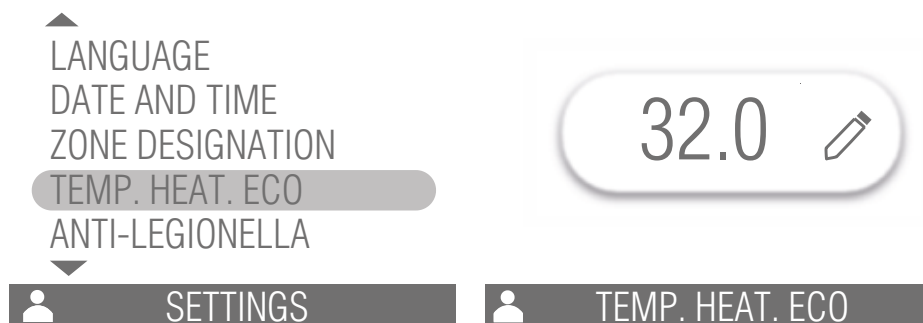 LANGUAGE
DATE AND TIME
ZONE DESIGNATION
TEMP. HEAT. ECO
ANTI-LEGIONELLA
SETTINGS
32.0
TEMP. HEAT. ECO